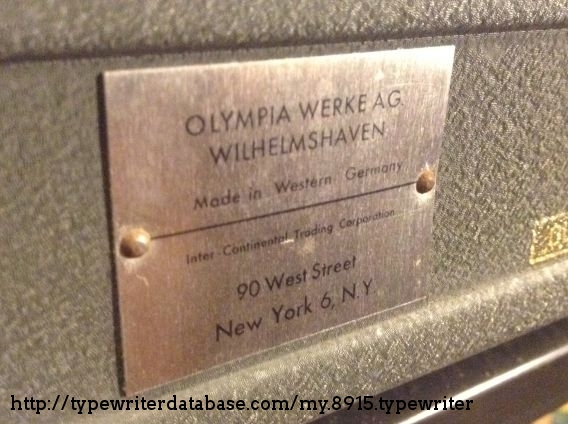 OLYMPIA WERKE A.G.
WILHELMSHAVEN
Made in Western Germany
Inter-Continental Trading Corporation
90 West Street
New York 6, N.Y.
http://typewriterdatabase.com/my.8915.typewriter